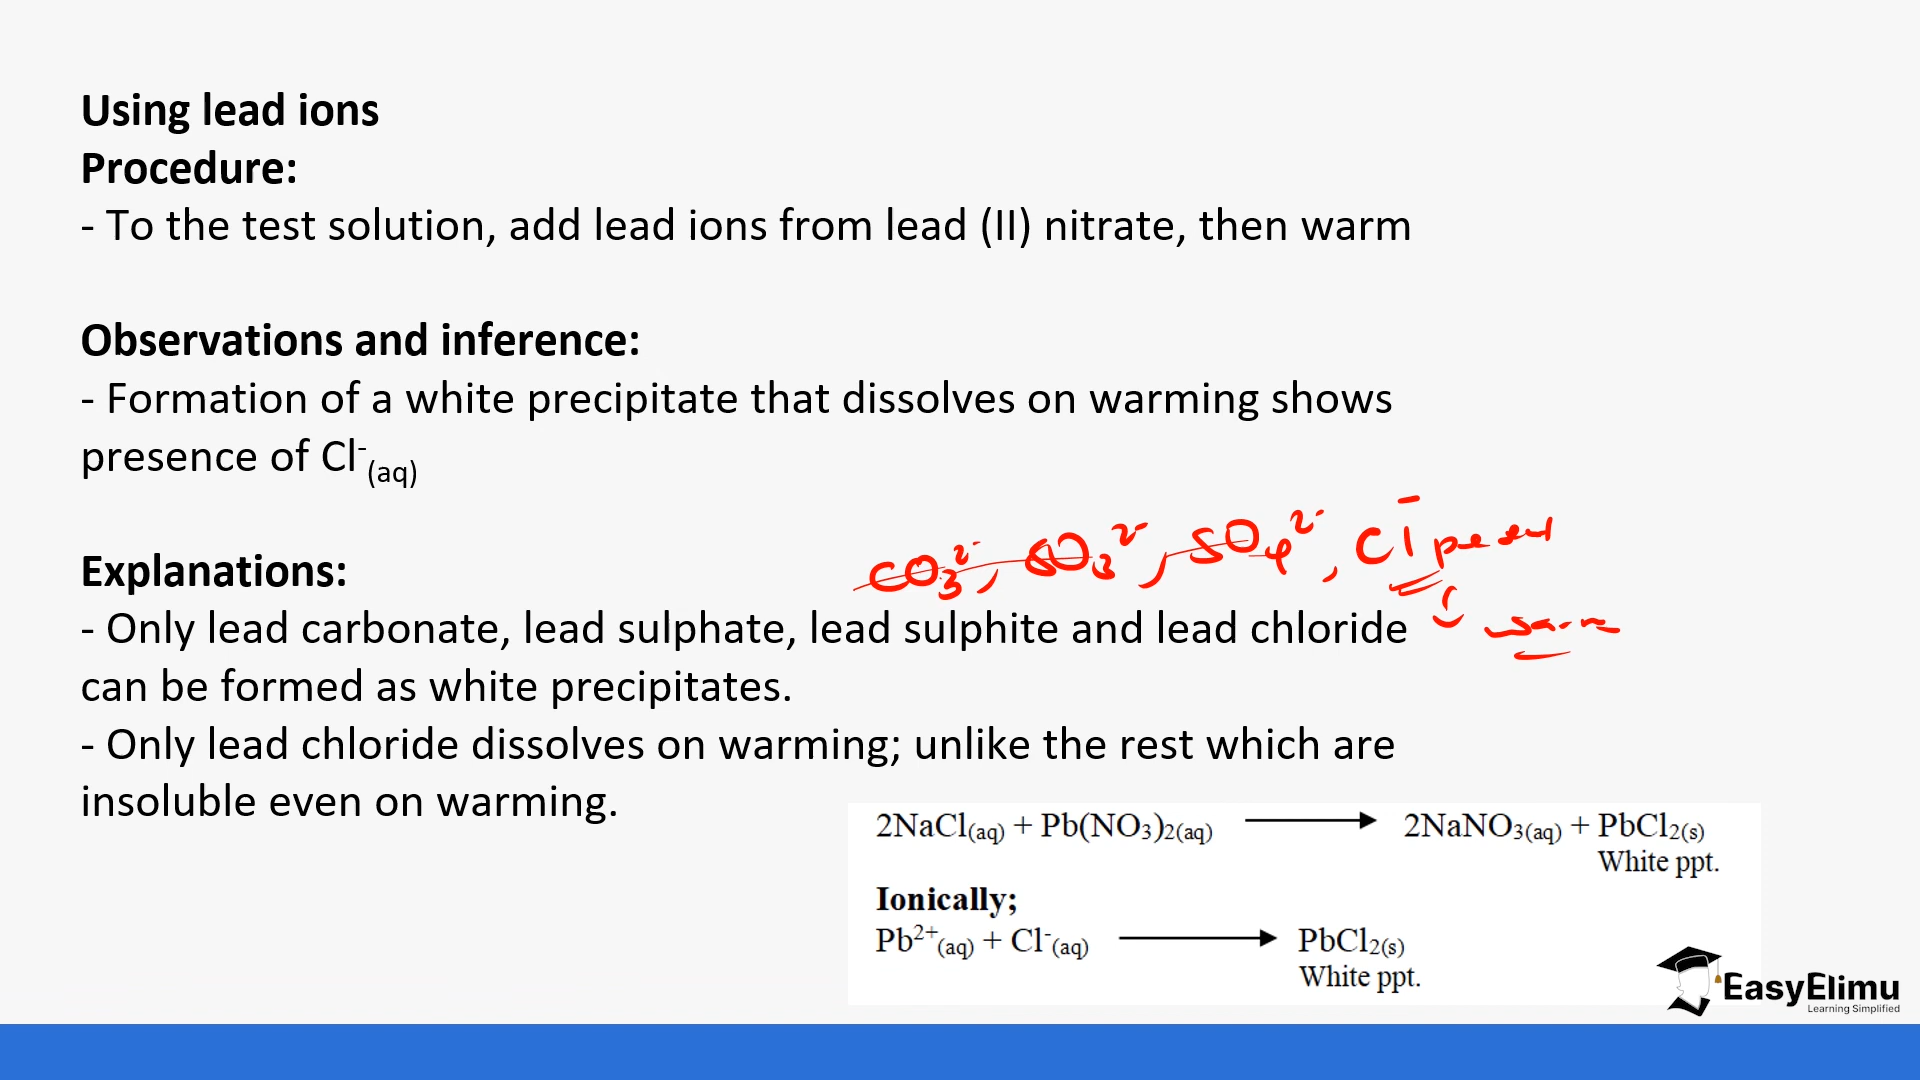 Using lead ions
Procedure:
- To the test solution, add lead ions from lead (II) nitrate, then warm
Observations and inference:
- Formation of a white precipitate that dissolves on warming shows
presence of Cl⁻(aq)
CO₃²⁻, SO₃²⁻, SO₄²⁻, Cl⁻
Explanations:
- Only lead carbonate, lead sulphate, lead sulphite and lead chloride
can be formed as white precipitates.
- Only lead chloride dissolves on warming; unlike the rest which are
insoluble even on warming.
2NaCl(aq) + Pb(NO₃)₂(aq) ⟶ 2NaNO₃(aq) + PbCl₂(s)
White ppt.
Ionically;
Pb²⁺(aq) + Cl⁻(aq) ⟶ PbCl₂(s)
White ppt.
EasyElimu
Learning Simplified